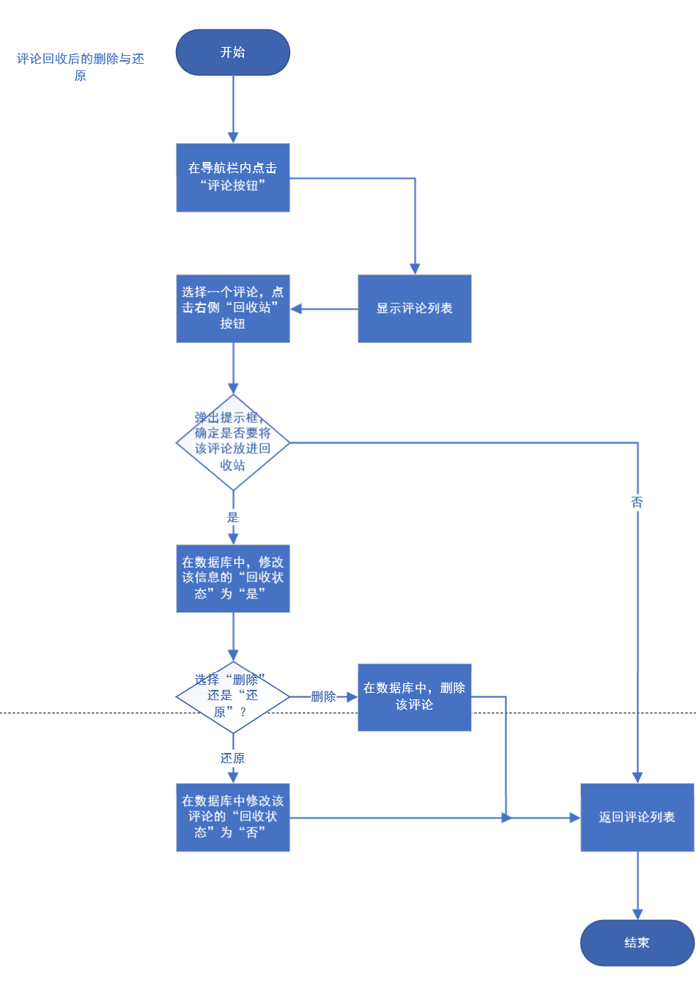 评论回收后的删除与还
原
开始
在导航栏内点击
“评论按钮”
选择一个评论，点
击右侧“回收站”
按钮
显示评论列表
弹出提示框，
确定是否要将
该评论放进回
收站
否
是
在数据库中，修改
该信息的“回收状
态”为“是”
选择“删除”
还是“还
原”？
删除
在数据库中，删除
该评论
还原
在数据库中修改该
评论的“回收状
态”为“否”
返回评论列表
结束